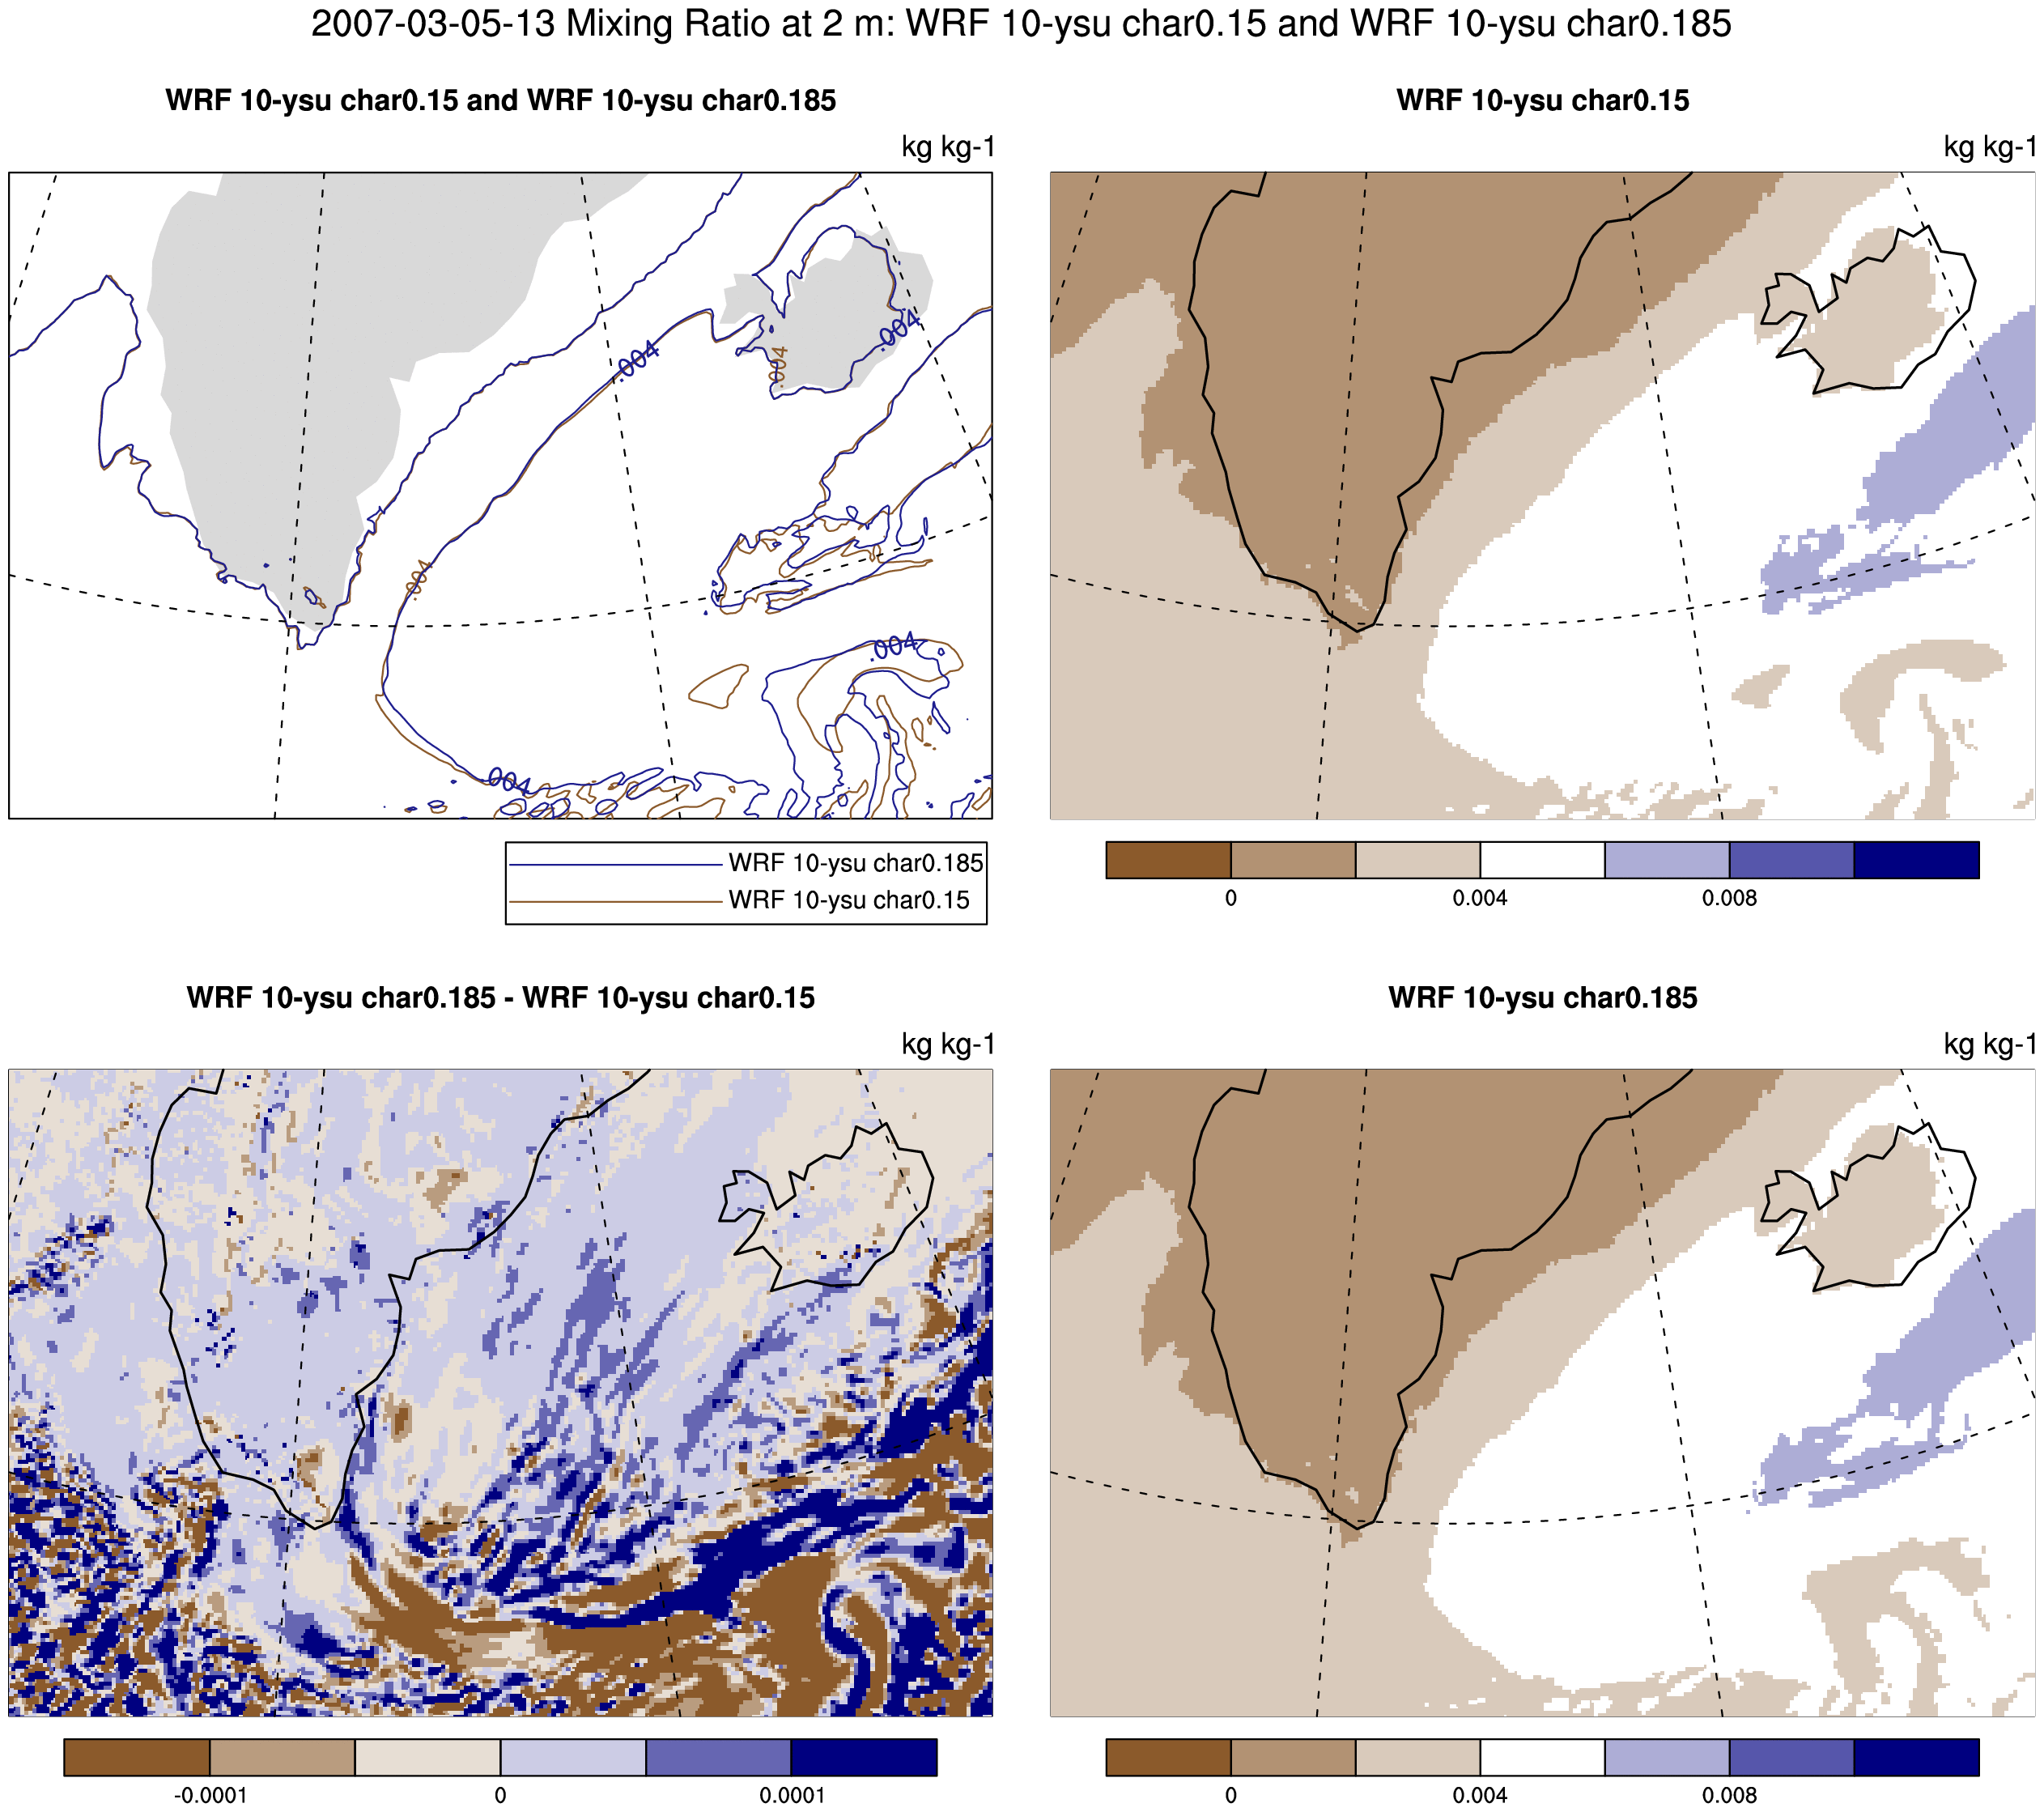 2007-03-05-13 Mixing Ratio at 2 m: WRF 10-ysu char0.15 and WRF 10-ysu char0.185
WRF 10-ysu char0.15 and WRF 10-ysu char0.185
kg kg-1
.004
.004
.004
.004
.004
.004
WRF 10-ysu char0.185
WRF 10-ysu char0.15
WRF 10-ysu char0.15
kg kg-1
0 0.004 0.008
WRF 10-ysu char0.185 - WRF 10-ysu char0.15
kg kg-1
-0.0001 0 0.0001
WRF 10-ysu char0.185
kg kg-1
0 0.004 0.008